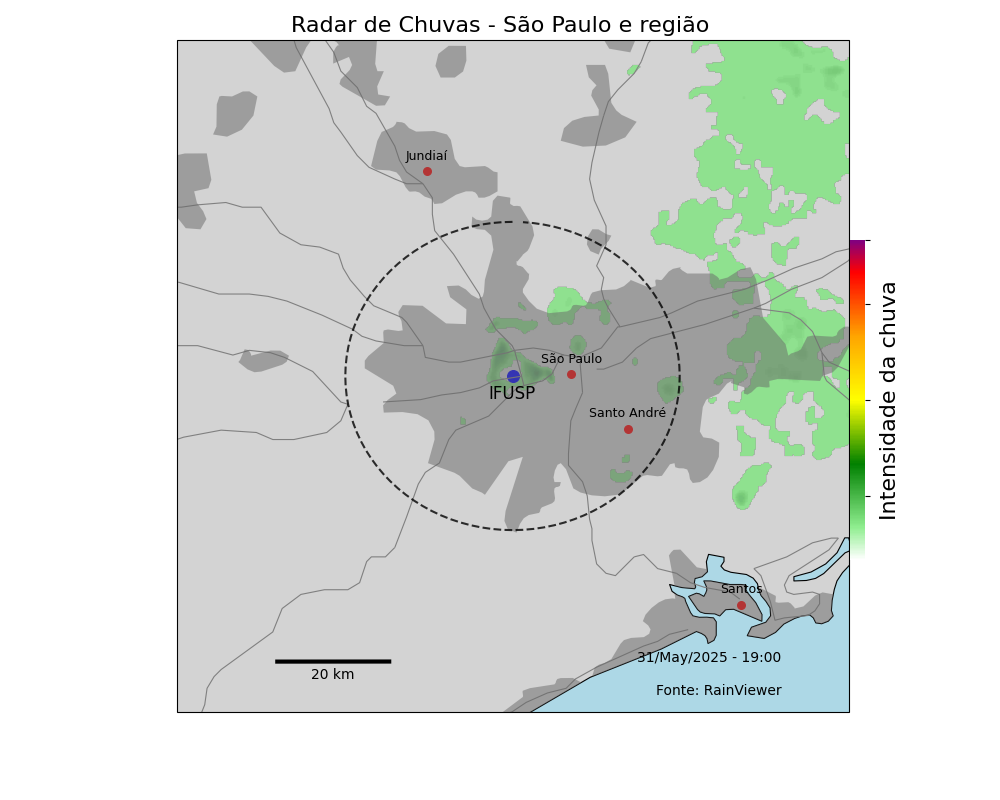 Radar de Chuvas - São Paulo e região
Jundiaí
São Paulo
IFUSP
Santo André
Intensidade da chuva
Santos
31/May/2025 - 19:00
20 km
Fonte: RainViewer